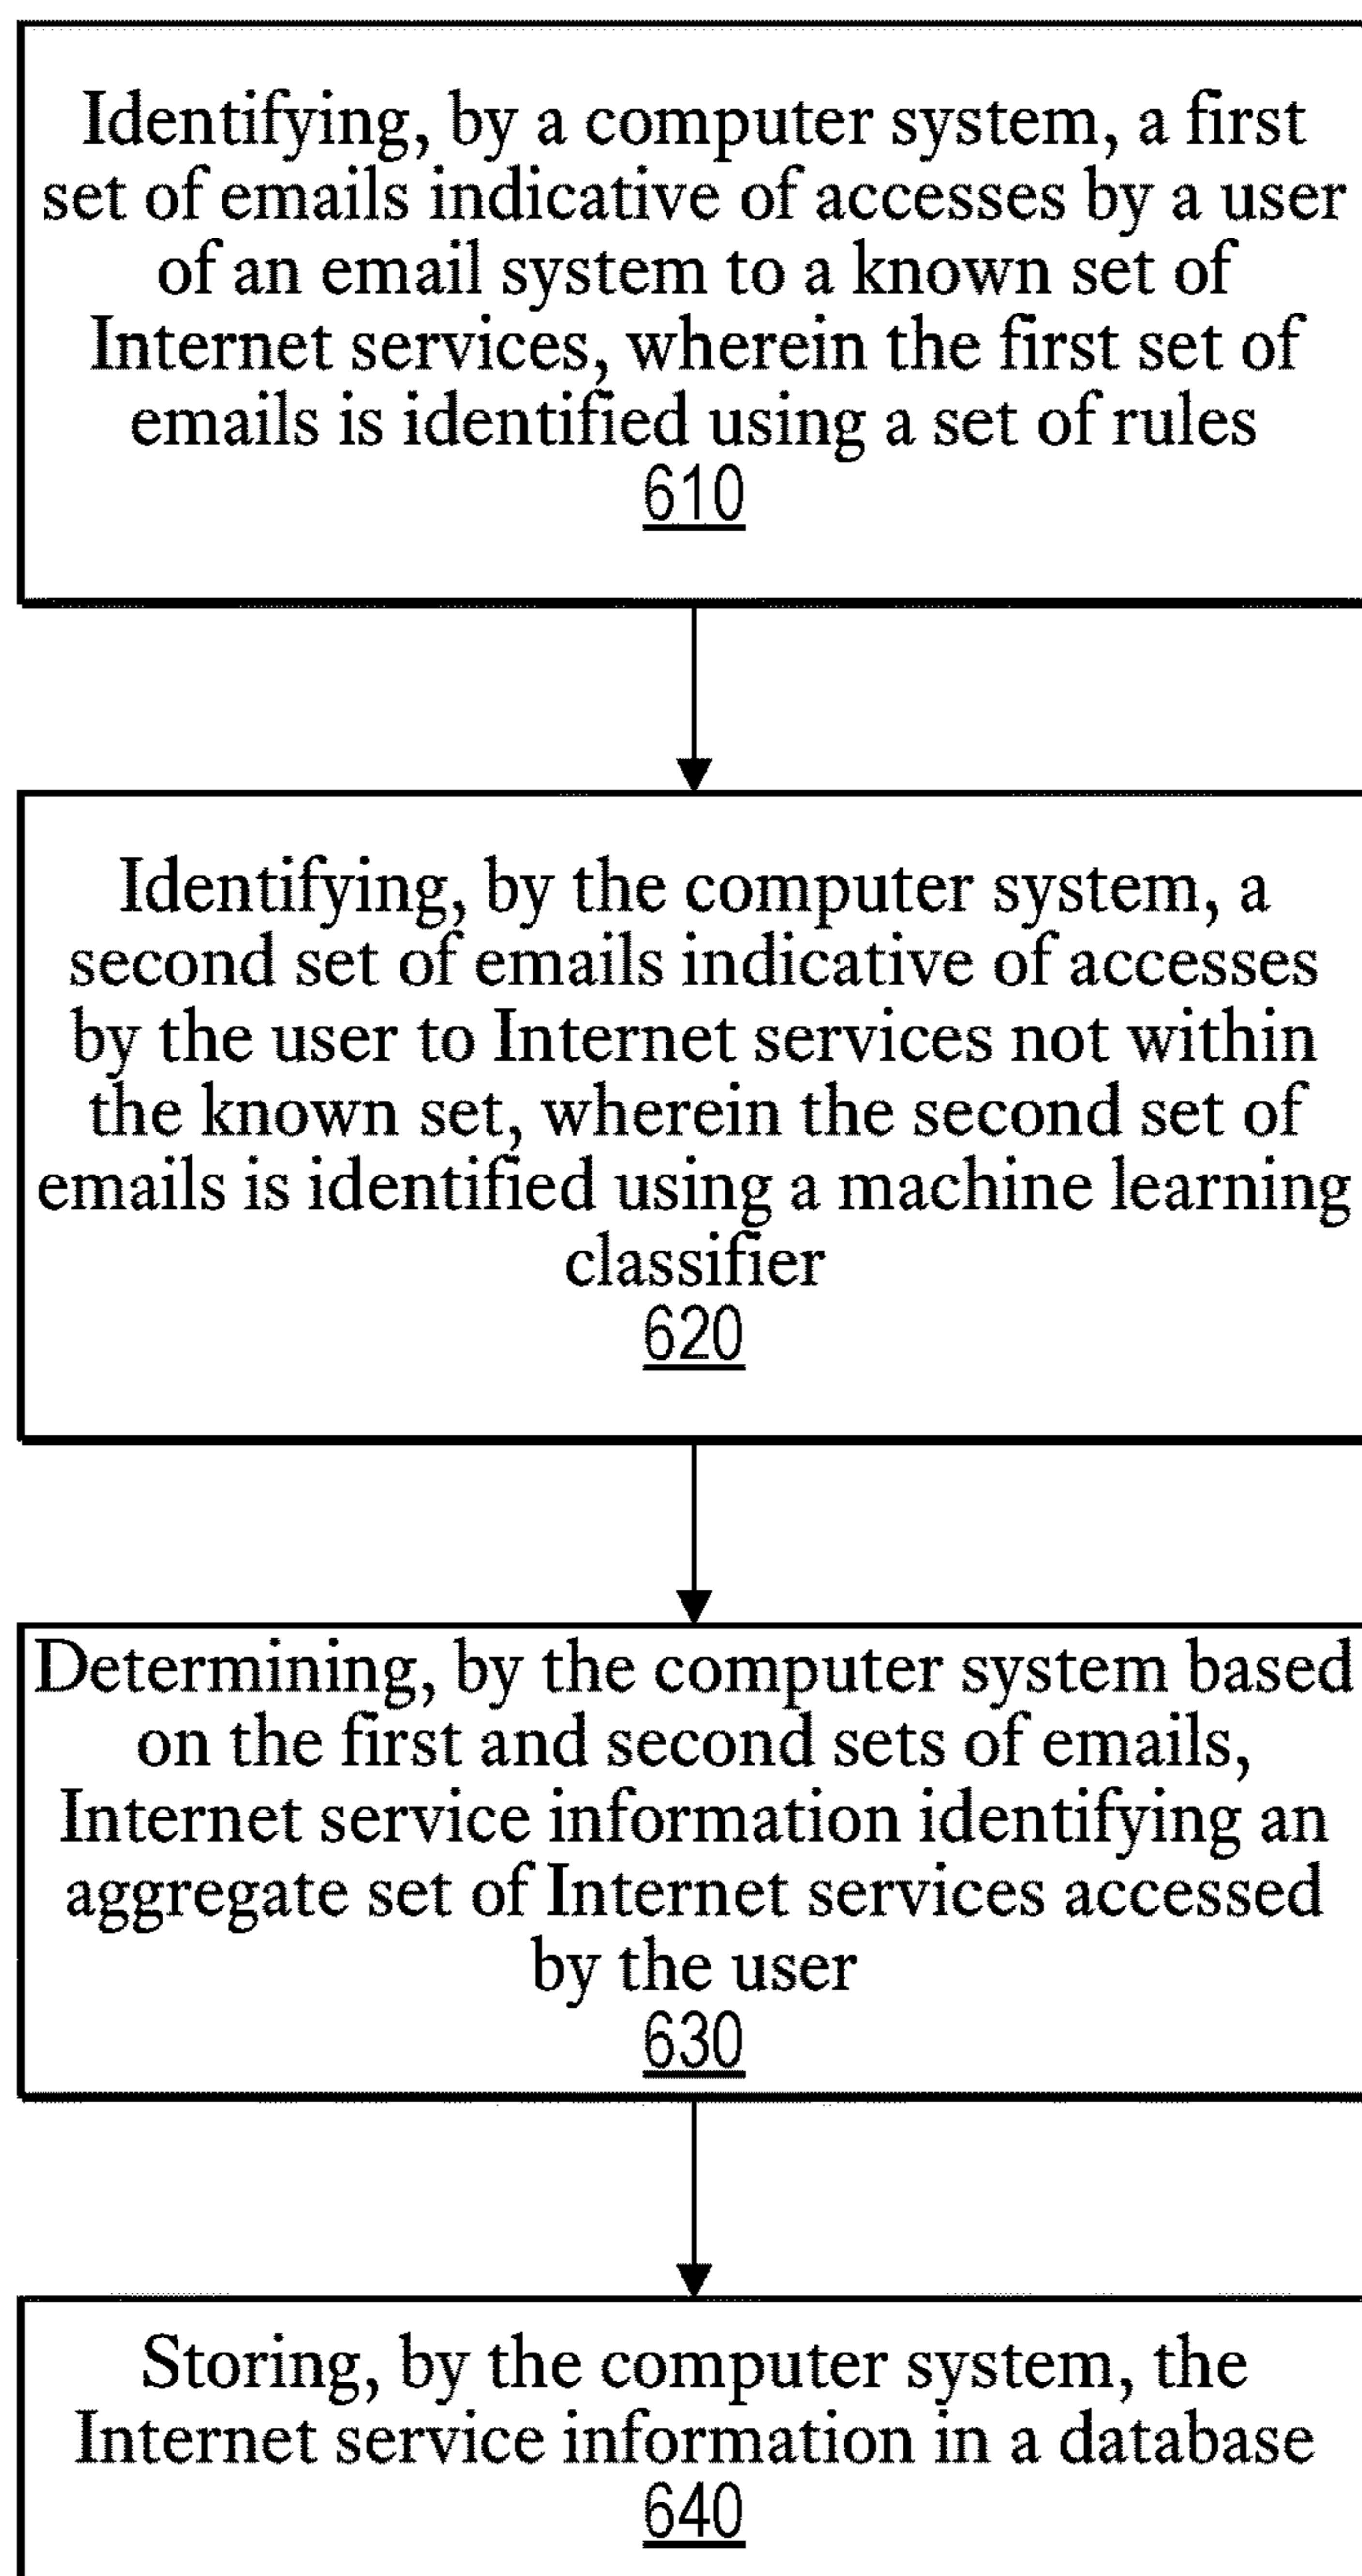 Identifying, by a computer system, a first
set of emails indicative of accesses by a user
of an email system to a known set of
Internet services, wherein the first set of
emails is identified using a set of rules
610
Identifying, by the computer system, a
second set of emails indicative of accesses
by the user to Internet services not within
the known set, wherein the second set of
emails is identified using a machine learning
classifier
620
Determining, by the computer system based
on the first and second sets of emails,
Internet service information identifying an
aggregate set of Internet services accessed
by the user
630
Storing, by the computer system, the
Internet service information in a database
640